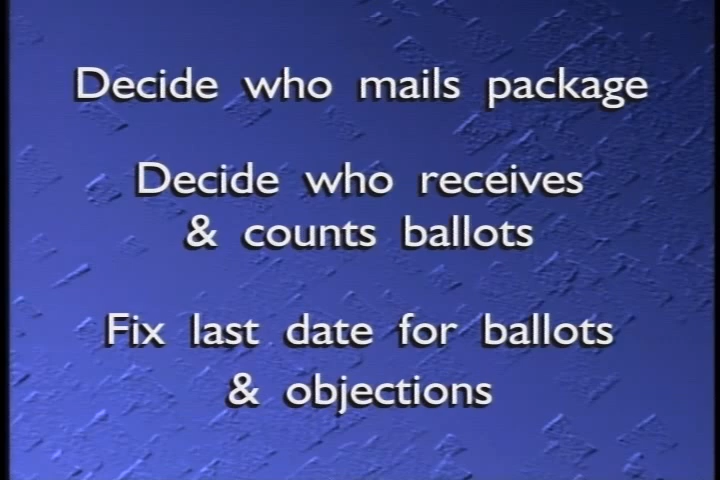 Decide who mails package
Decide who receives
& counts ballots
Fix last date for ballots
& objections